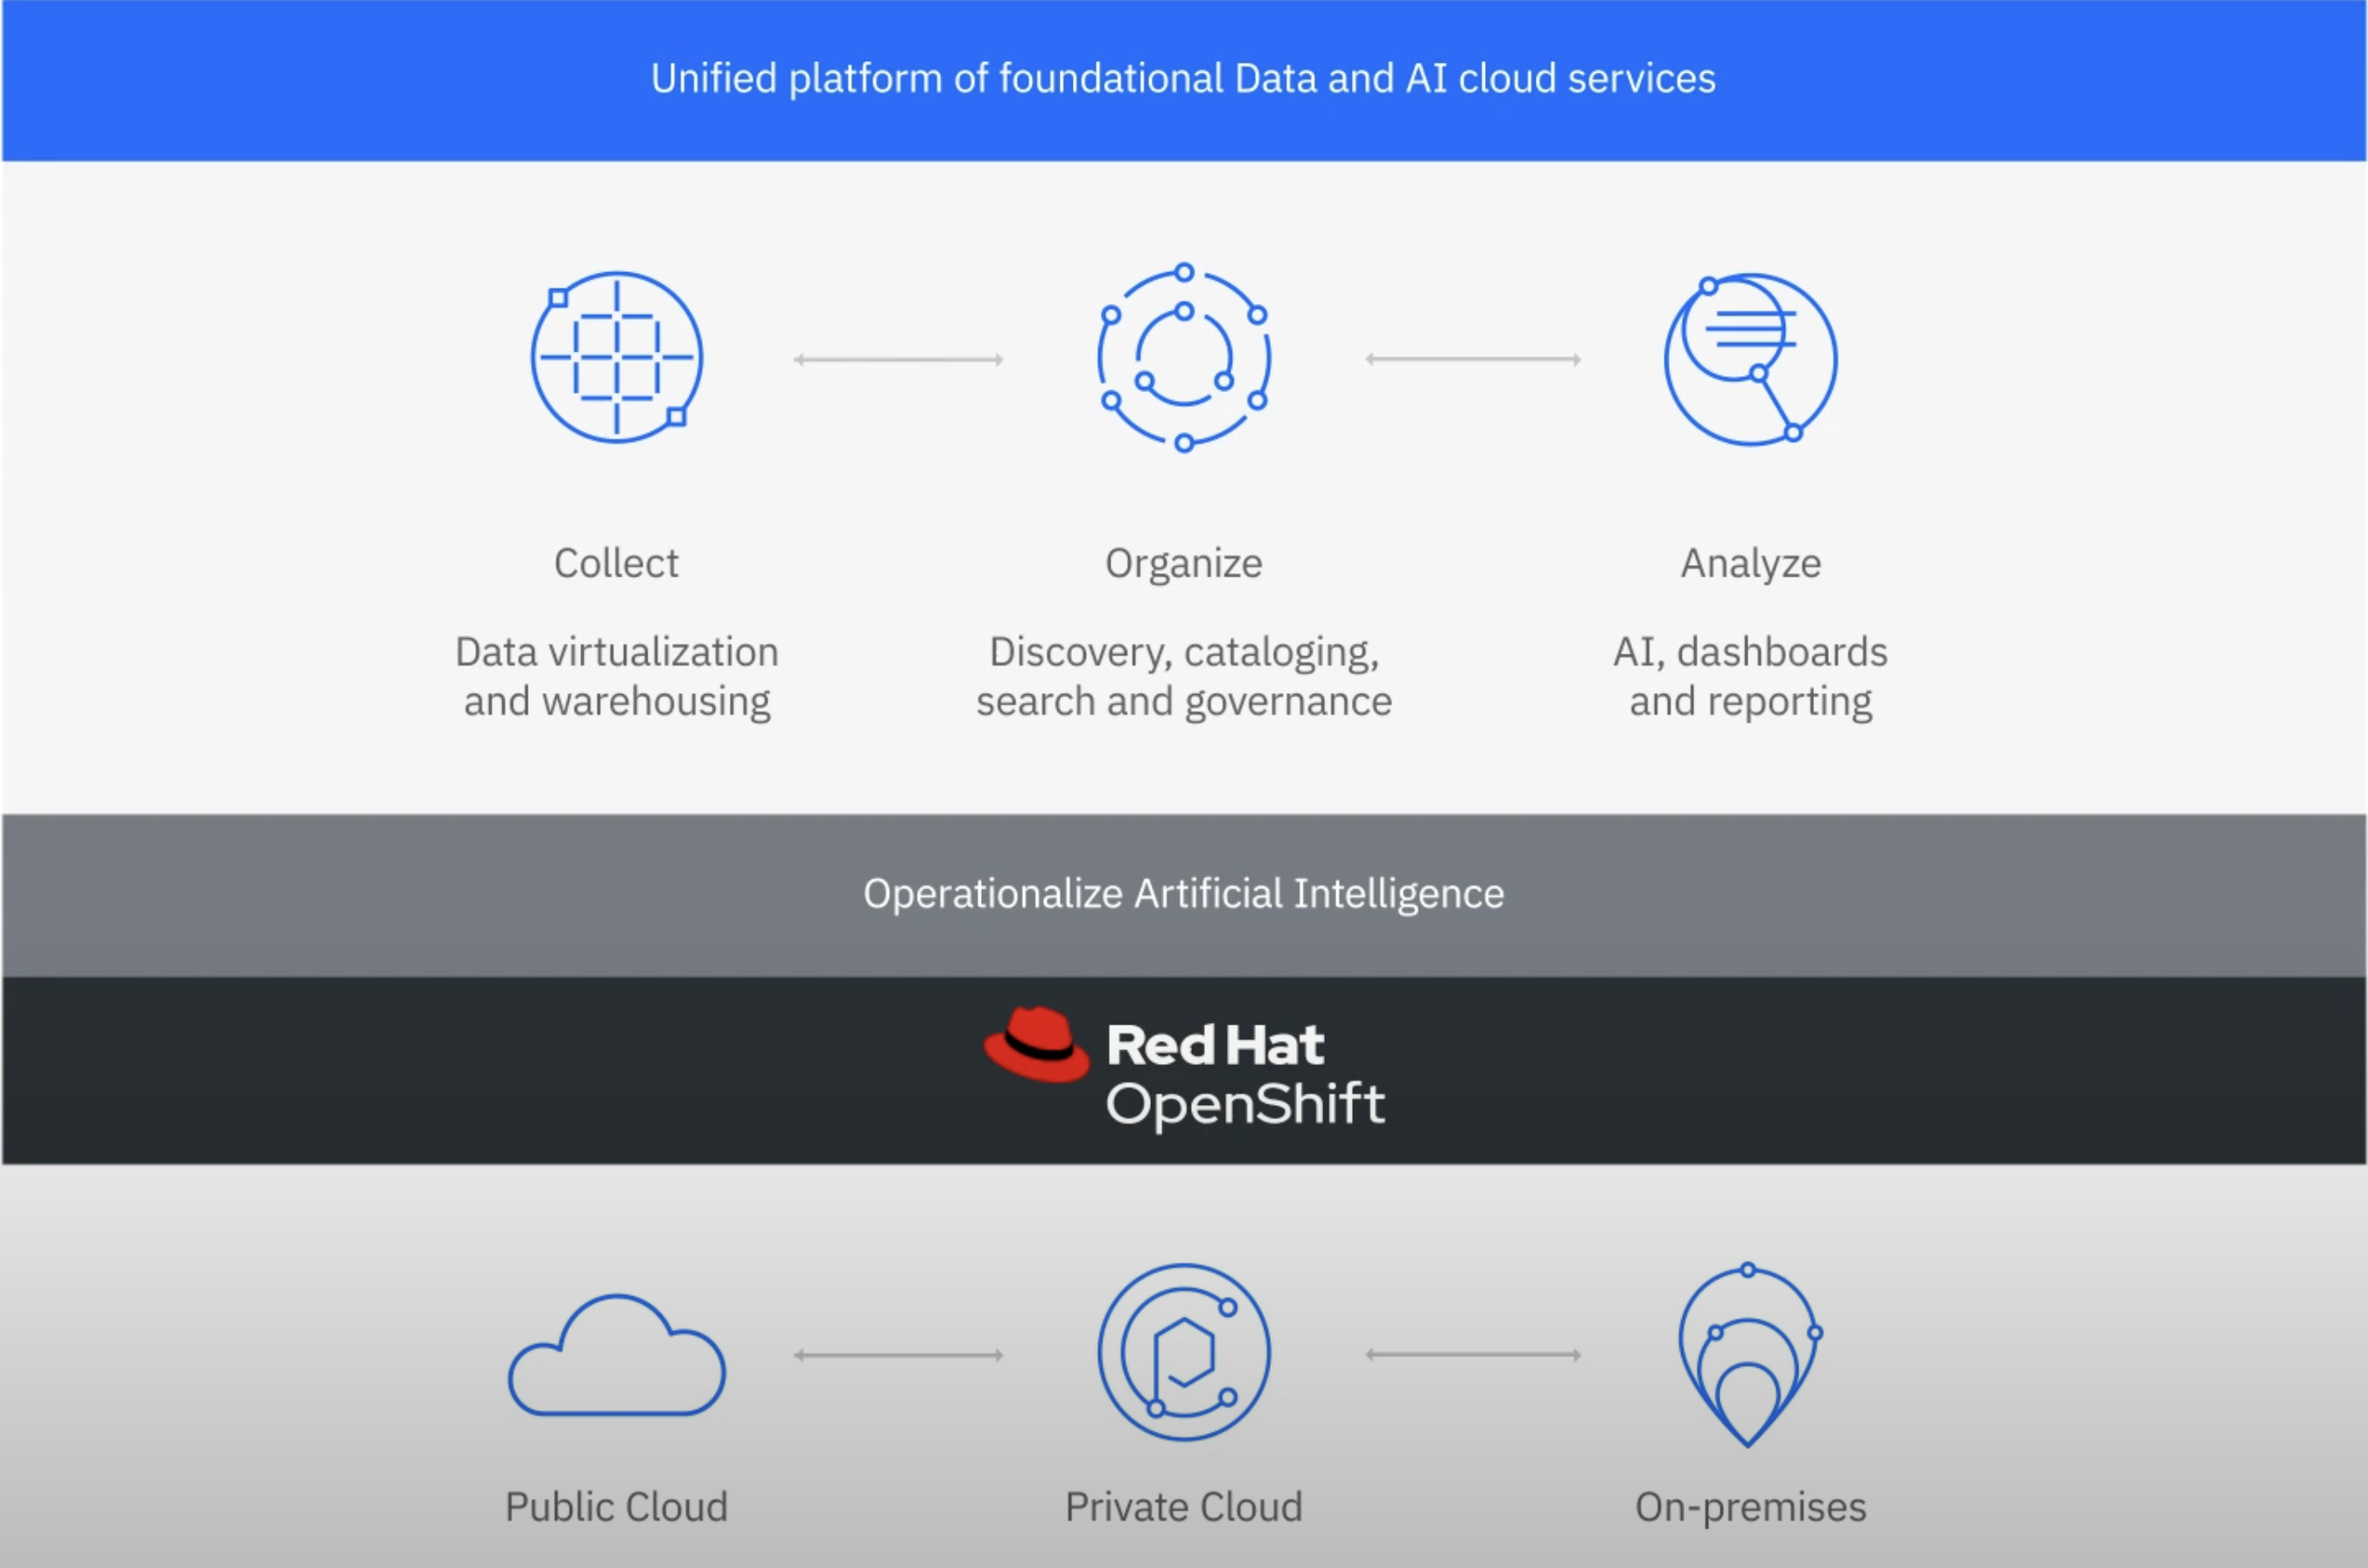 Unified platform of foundational Data and AI cloud services
Collect
Organize
Analyze
Data virtualization
and warehousing
Discovery, cataloging,
search and governance
AI, dashboards
and reporting
Operationalize Artificial Intelligence
Red Hat
OpenShift
Public Cloud
Private Cloud
On-premises